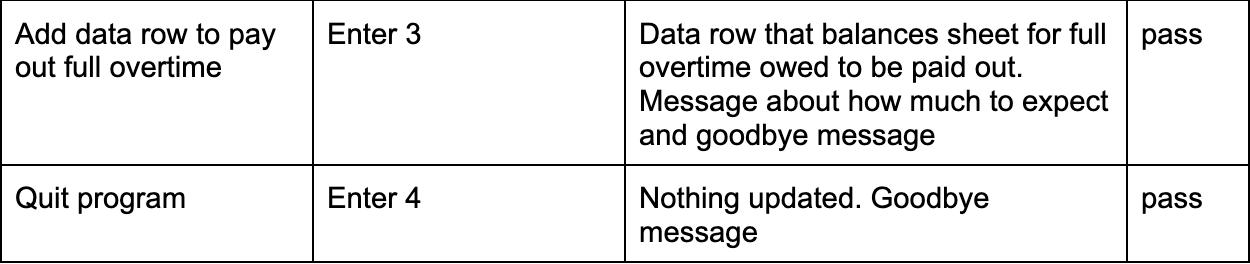 Add data row to pay
out full overtime
Enter 3
Data row that balances sheet for full
overtime owed to be paid out.
Message about how much to expect
and goodbye message
pass
Quit program
Enter 4
Nothing updated. Goodbye
message
pass